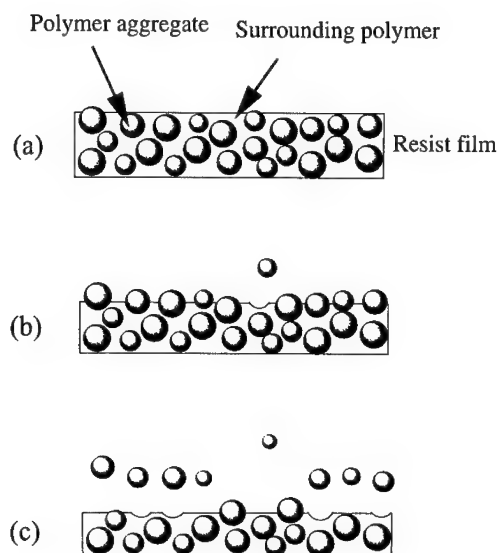 Polymer aggregate
Surrounding polymer
(a)
Resist film
(b)
(c)